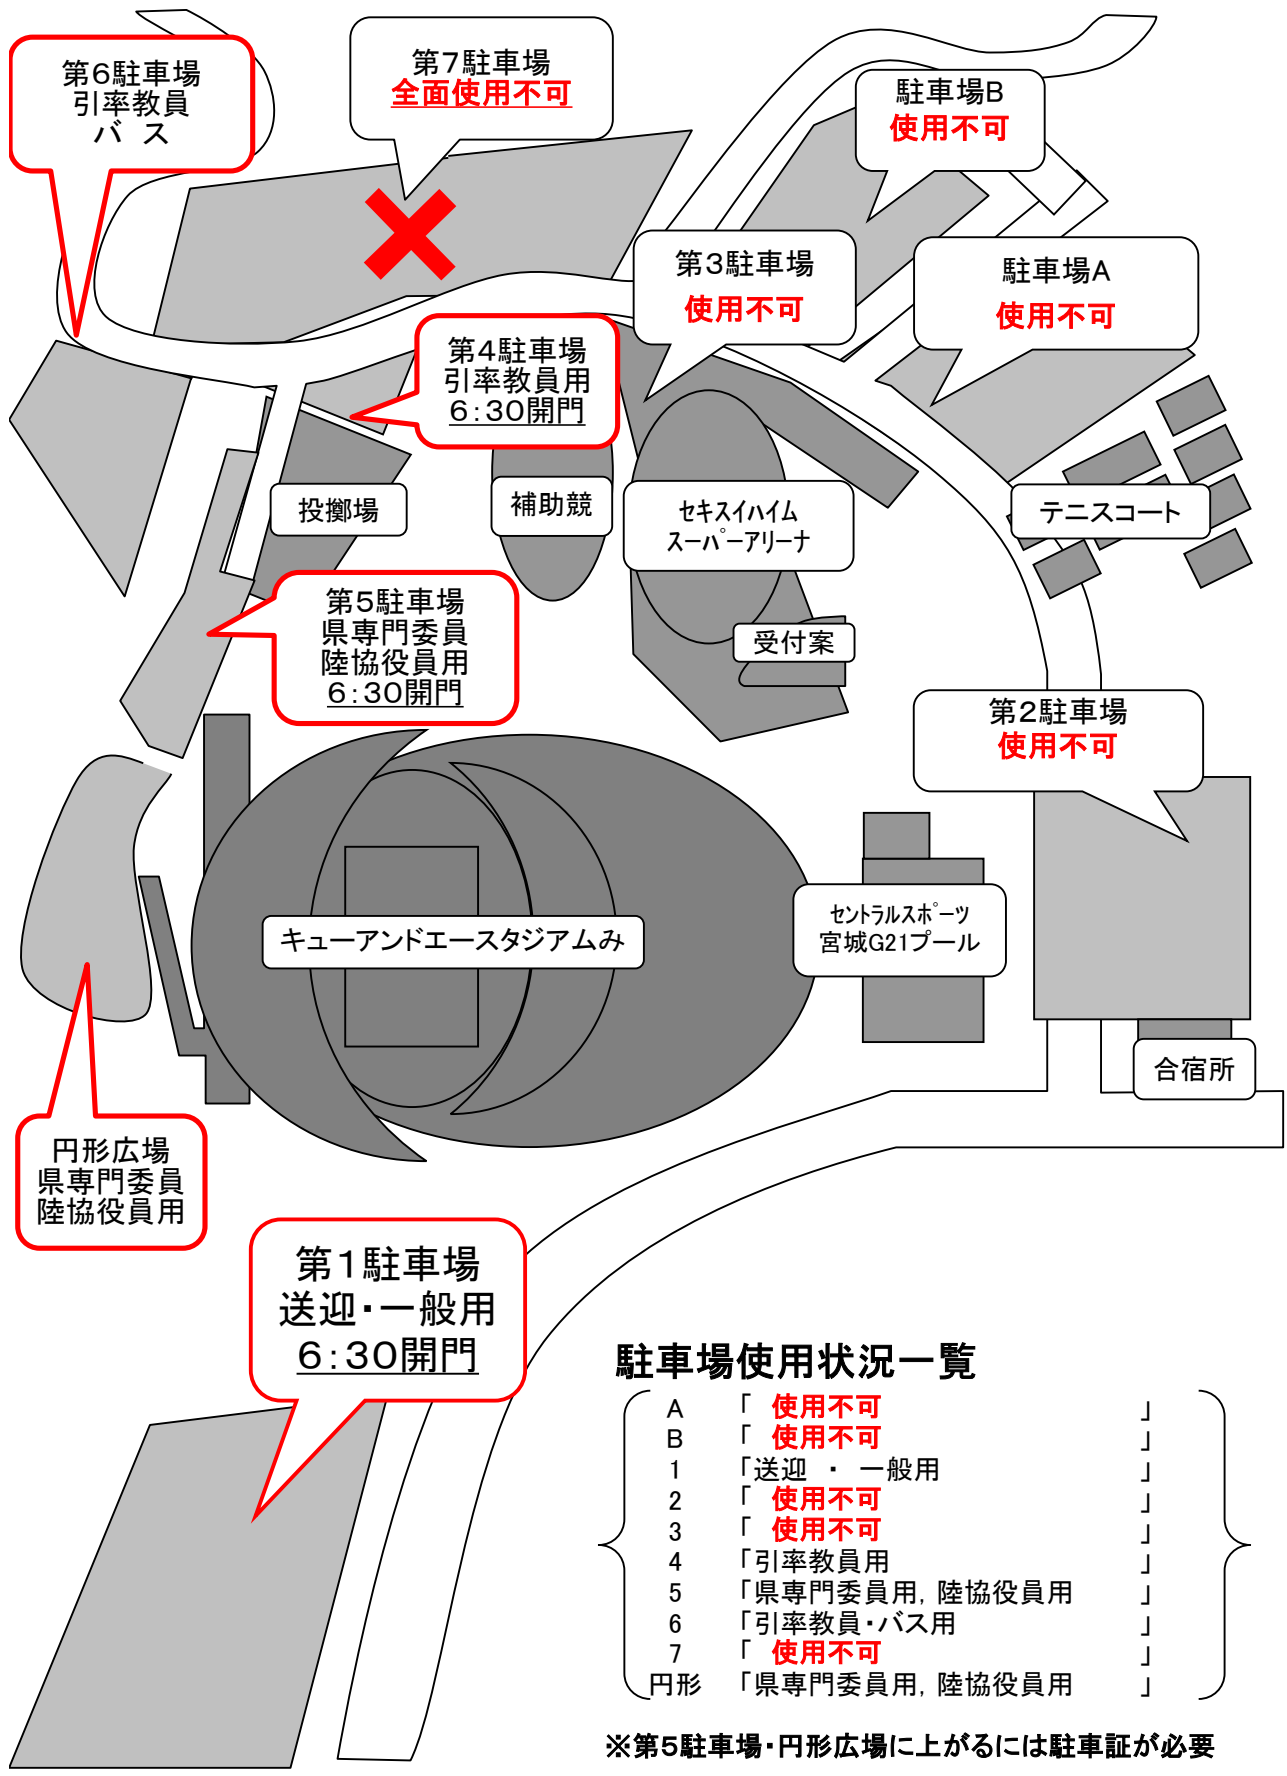 第6駐車場
引率教員
バ ス
第7駐車場
全面使用不可
駐車場B
使用不可
第3駐車場
使用不可
駐車場A
使用不可
第4駐車場
引率教員用
6:30開門
投擲場
補助競
セキスイハイム
スーパーアリーナ
テニスコート
第5駐車場
県専門委員
陸協役員用
6:30開門
受付案
第2駐車場
使用不可
キューアンドエースタジアムみ
セントラルスポーツ
宮城G21プール
合宿所
円形広場
県専門委員
陸協役員用
第1駐車場
送迎・一般用
6:30開門
駐車場使用状況一覧
A 「 使用不可 」
B 「 使用不可 」
1 「送迎 ・ 一般用 」
2 「 使用不可 」
3 「 使用不可 」
4 「引率教員用 」
5 「県専門委員用, 陸協役員用 」
6 「引率教員・バス用 」
7 「 使用不可 」
円形 「県専門委員用, 陸協役員用 」
※第5駐車場・円形広場に上がるには駐車証が必要